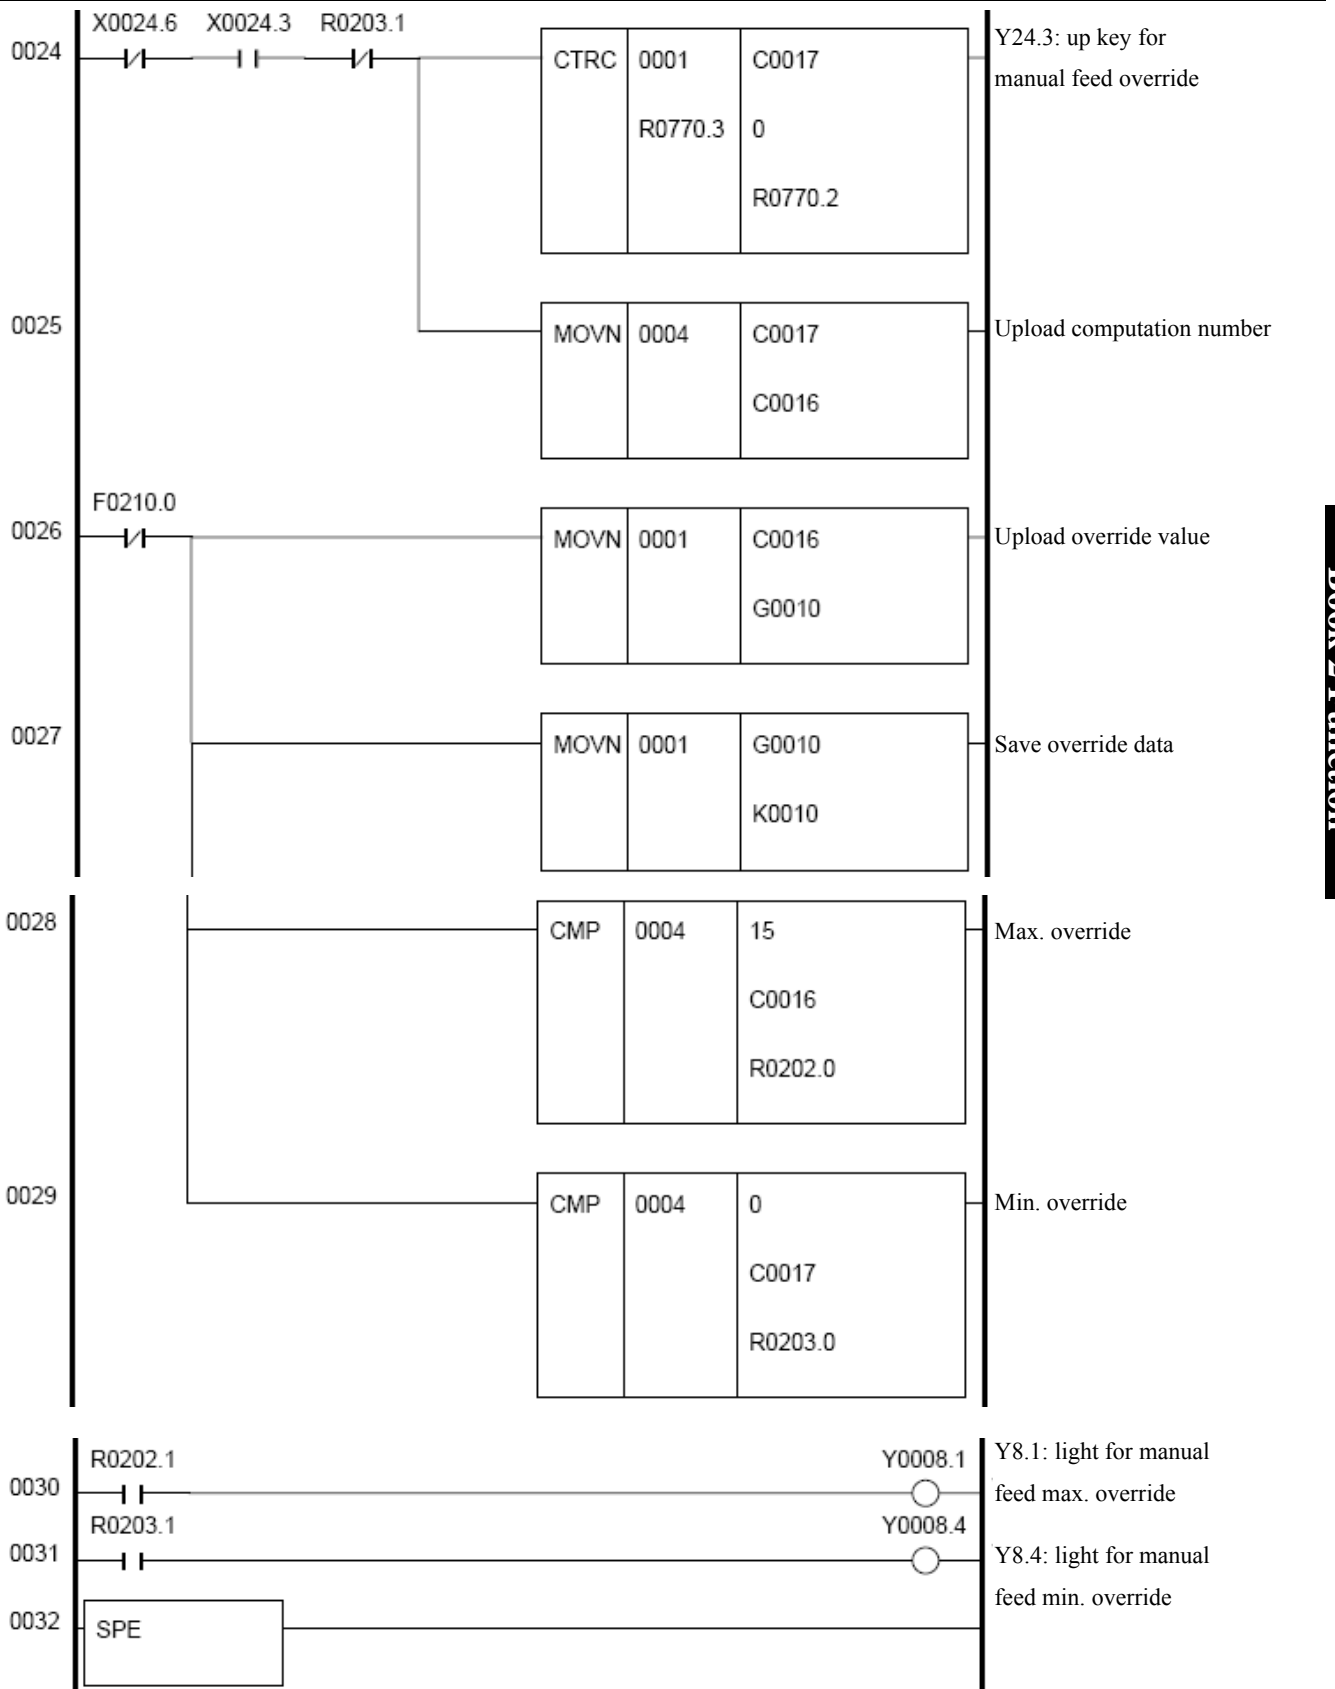 X0024.6 X0024.3 R0203.1
0024 CTRC 0001 C0017
R0770.3 0
R0770.2
Y24.3: up key for
manual feed override
0025 MOVN 0004 C0017
C0016
Upload computation number
F0210.0
0026 MOVN 0001 C0016
G0010
Upload override value
0027 MOVN 0001 G0010
K0010
Save override data
0028 CMP 0004 15
C0016
R0202.0
Max. override
0029 CMP 0004 0
C0017
R0203.0
Min. override
R0202.1 Y0008.1
0030
Y8.1: light for manual
feed max. override
R0203.1 Y0008.4
0031
Y8.4: light for manual
feed min. override
0032 SPE